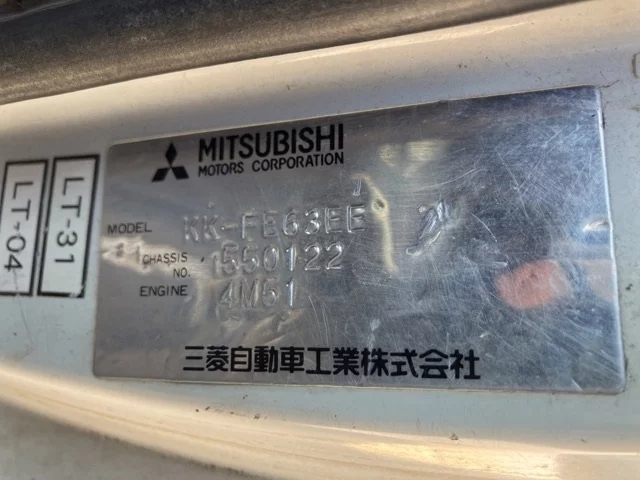 MITSUBISHI
MOTORS CORPORATION
MODEL KK-FE63EE
CHASSIS NO. 550122
ENGINE 4M51
三菱自動車工業株式会社
LT-31
LT-04